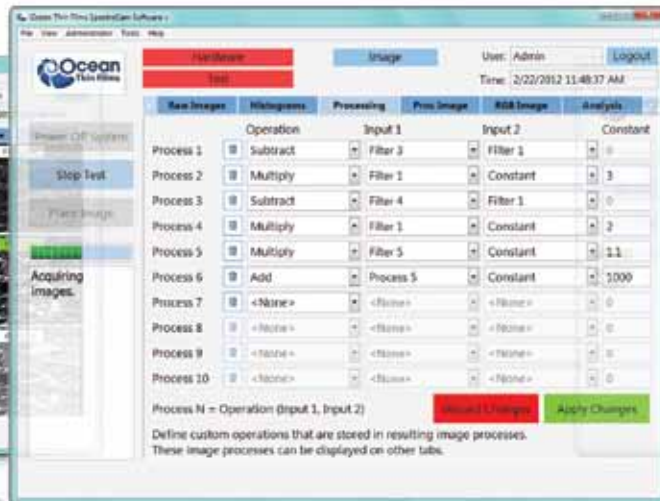 Ocean Thin Films SpectroCam Software
File View Administrator Tools Help
Ocean
Thin Films
Hardware
Image
User: Admin
Logout
Test
Time: 2/22/2012 11:48:37 AM
Raw Images Histograms Processing Proc Image RGB Image Analysis
Power Off System
Stop Test
Place Image
Acquiring
images.
Operation Input 1 Input 2 Constant
Process 1 Subtract Filter 3 Filter 1 0
Process 2 Multiply Filter 1 Constant 3
Process 3 Subtract Filter 4 Filter 1 0
Process 4 Multiply Filter 1 Constant 2
Process 5 Multiply Filter 5 Constant 1.1
Process 6 Add Process 5 Constant 1000
Process 7 <None> <None> <None> 0
Process 8 <None> <None> <None> 0
Process 9 <None> <None> <None> 0
Process 10 <None> <None> <None> 0
Process N = Operation (Input 1, Input 2)
Discard Changes
Apply Changes
Define custom operations that are stored in resulting image processes.
These image processes can be displayed on other tabs.